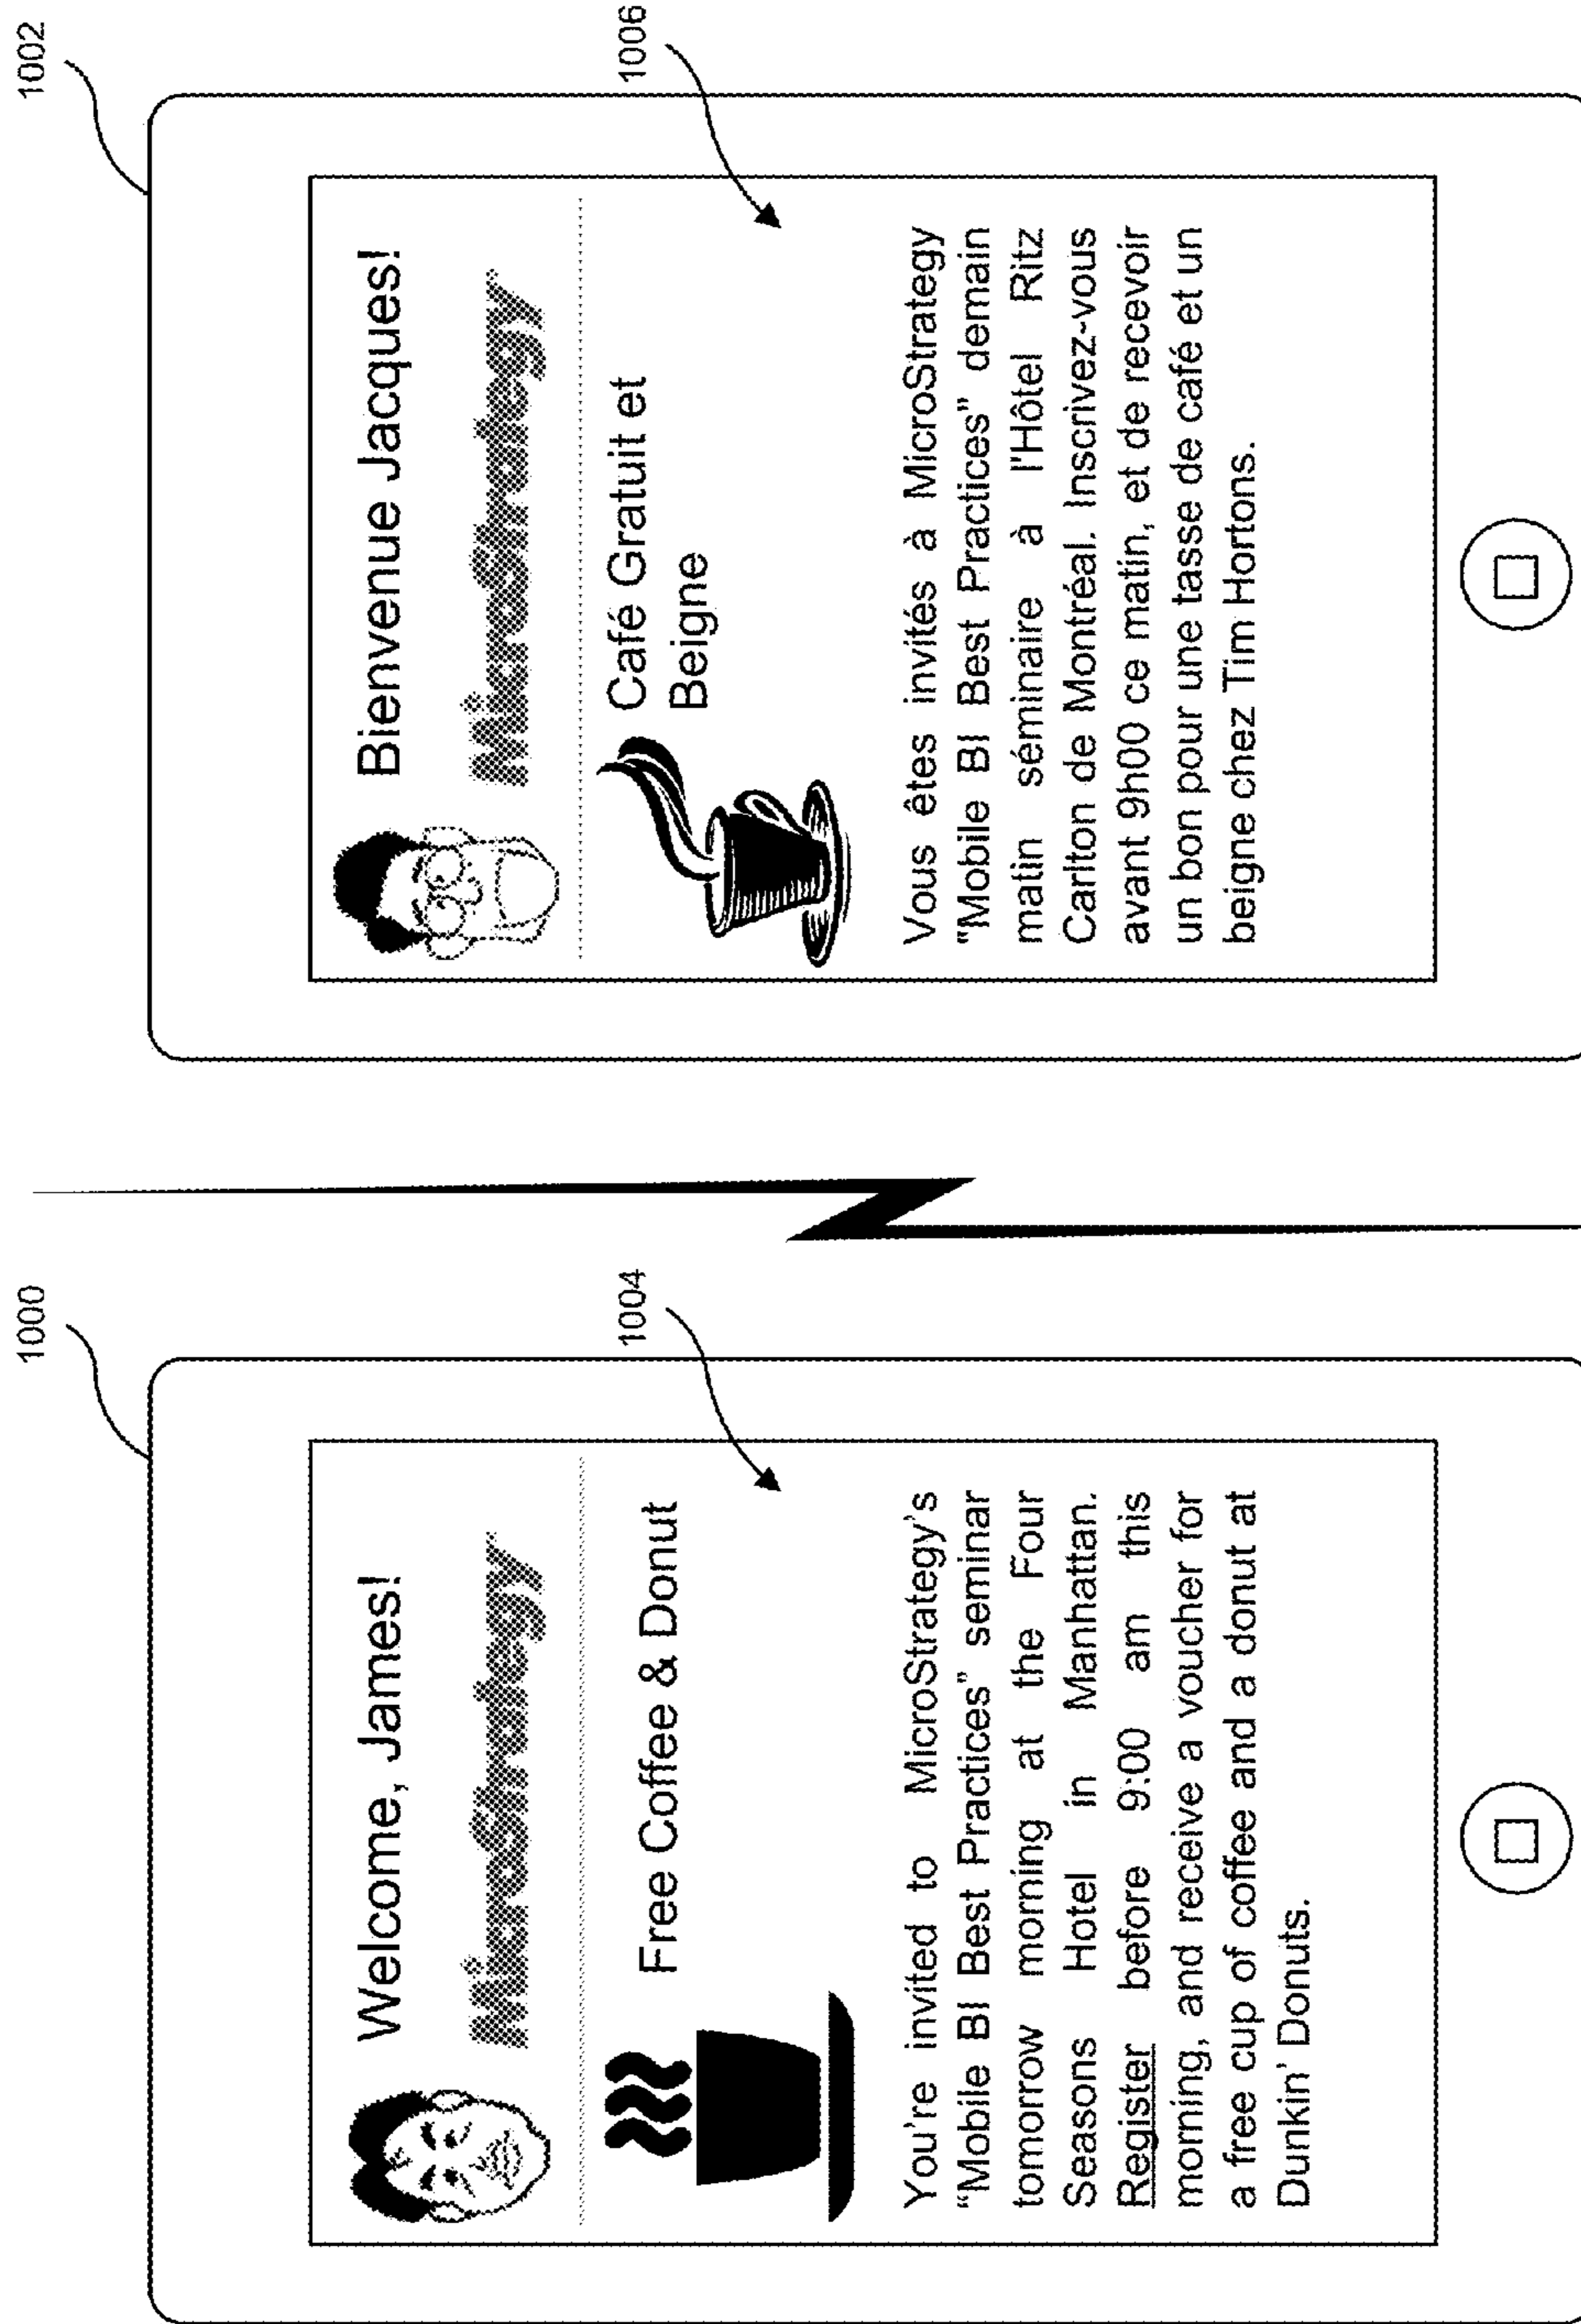 1000
Welcome, James!
MicroStrategy
Free Coffee & Donut
1004
You're invited to MicroStrategy's
“Mobile BI Best Practices” seminar
tomorrow morning at the Four
Seasons Hotel in Manhattan.
Register before 9:00 am this
morning, and receive a voucher for
a free cup of coffee and a donut at
Dunkin' Donuts.
1002
Bienvenue Jacques!
MicroStrategy
Café Gratuit et
Beigne
1006
Vous êtes invités à MicroStrategy
"Mobile BI Best Practices" demain
matin séminaire à l'Hôtel Ritz
Carlton de Montréal. Inscrivez-vous
avant 9h00 ce matin, et de recevoir
un bon pour une tasse de café et un
beigne chez Tim Hortons.